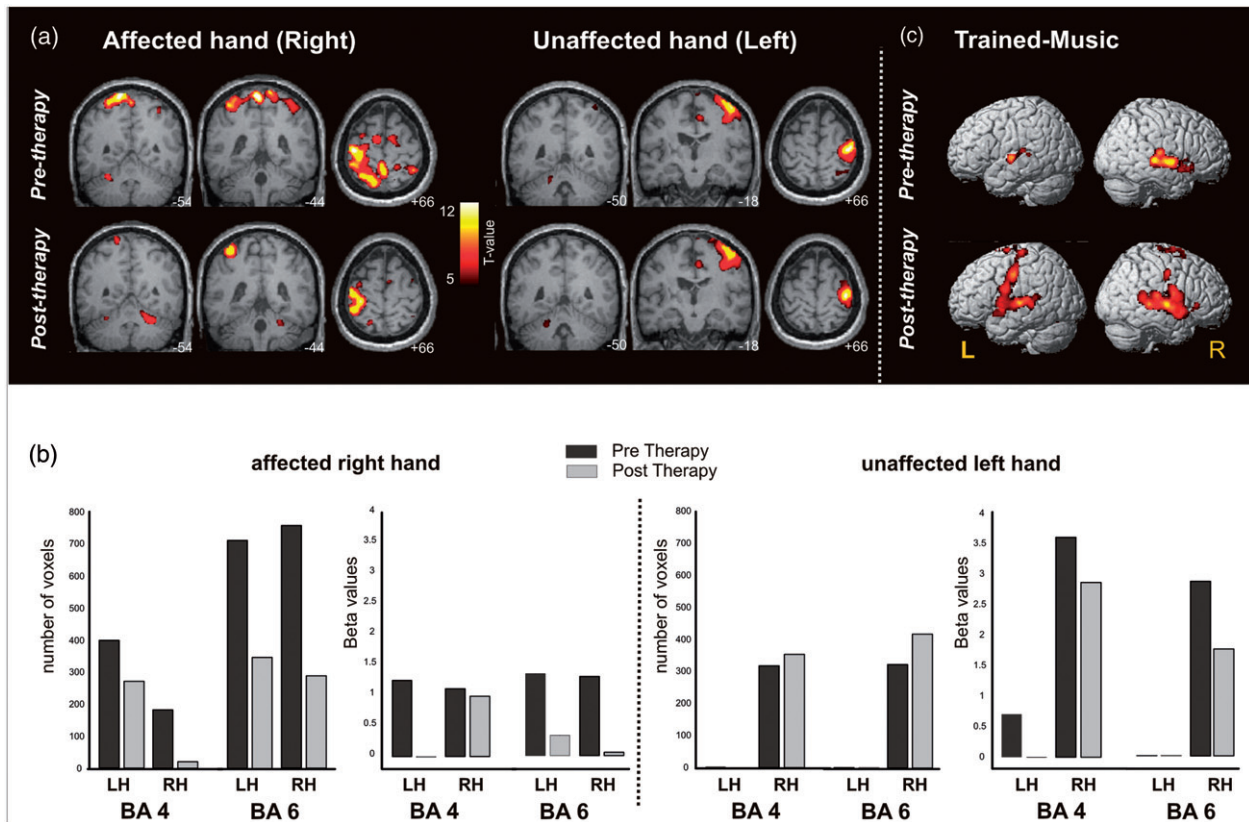 (a) Affected hand (Right) Unaffected hand (Left) (c) Trained-Music
Pre-therapy Pre-therapy
-54 -44 +66 -50 -18 +66
12
T-value
5
Post-therapy Post-therapy
-54 -44 +66 -50 -18 +66
L R
(b)
affected right hand Pre Therapy unaffected left hand
Post Therapy
number of voxels
800
700
600
500
400
300
200
100
0
LH RH LH RH
BA 4 BA 6
Beta values
4
3.5
3
2.5
2
1.5
1
0.5
0
LH RH LH RH
BA 4 BA 6
number of voxels
800
700
600
500
400
300
200
100
0
LH RH LH RH
BA 4 BA 6
Beta values
4
3.5
3
2.5
2
1.5
1
0.5
0
LH RH LH RH
BA 4 BA 6